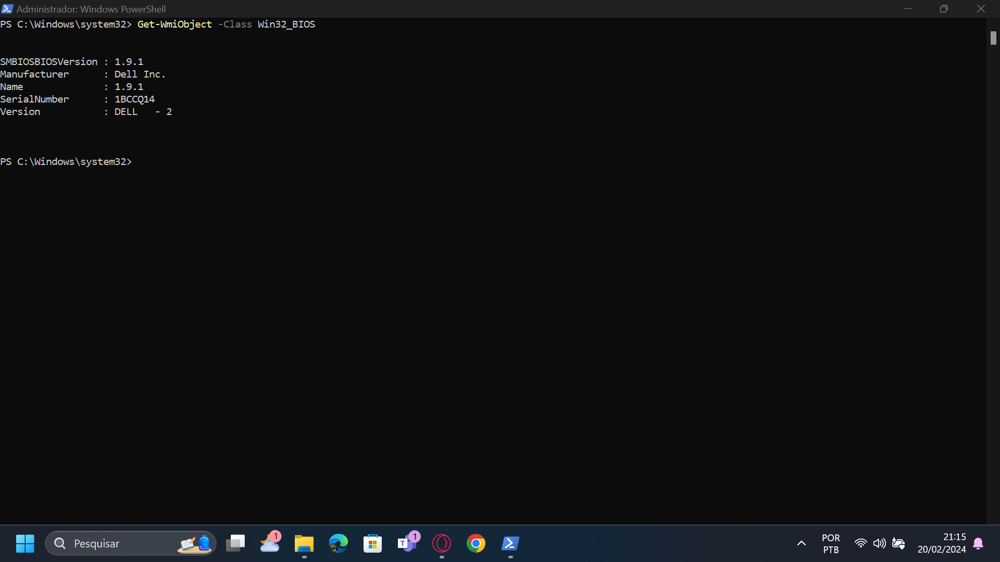 Administrador: Windows PowerShell
PS C:\Windows\system32> Get-WmiObject -Class Win32_BIOS
SMBIOSBIOSVersion : 1.9.1
Manufacturer      : Dell Inc.
Name              : 1.9.1
SerialNumber      : 1BCCQ14
Version           : DELL   - 2
PS C:\Windows\system32>
Pesquisar
1
T
1
POR
PTB
21:15
20/02/2024